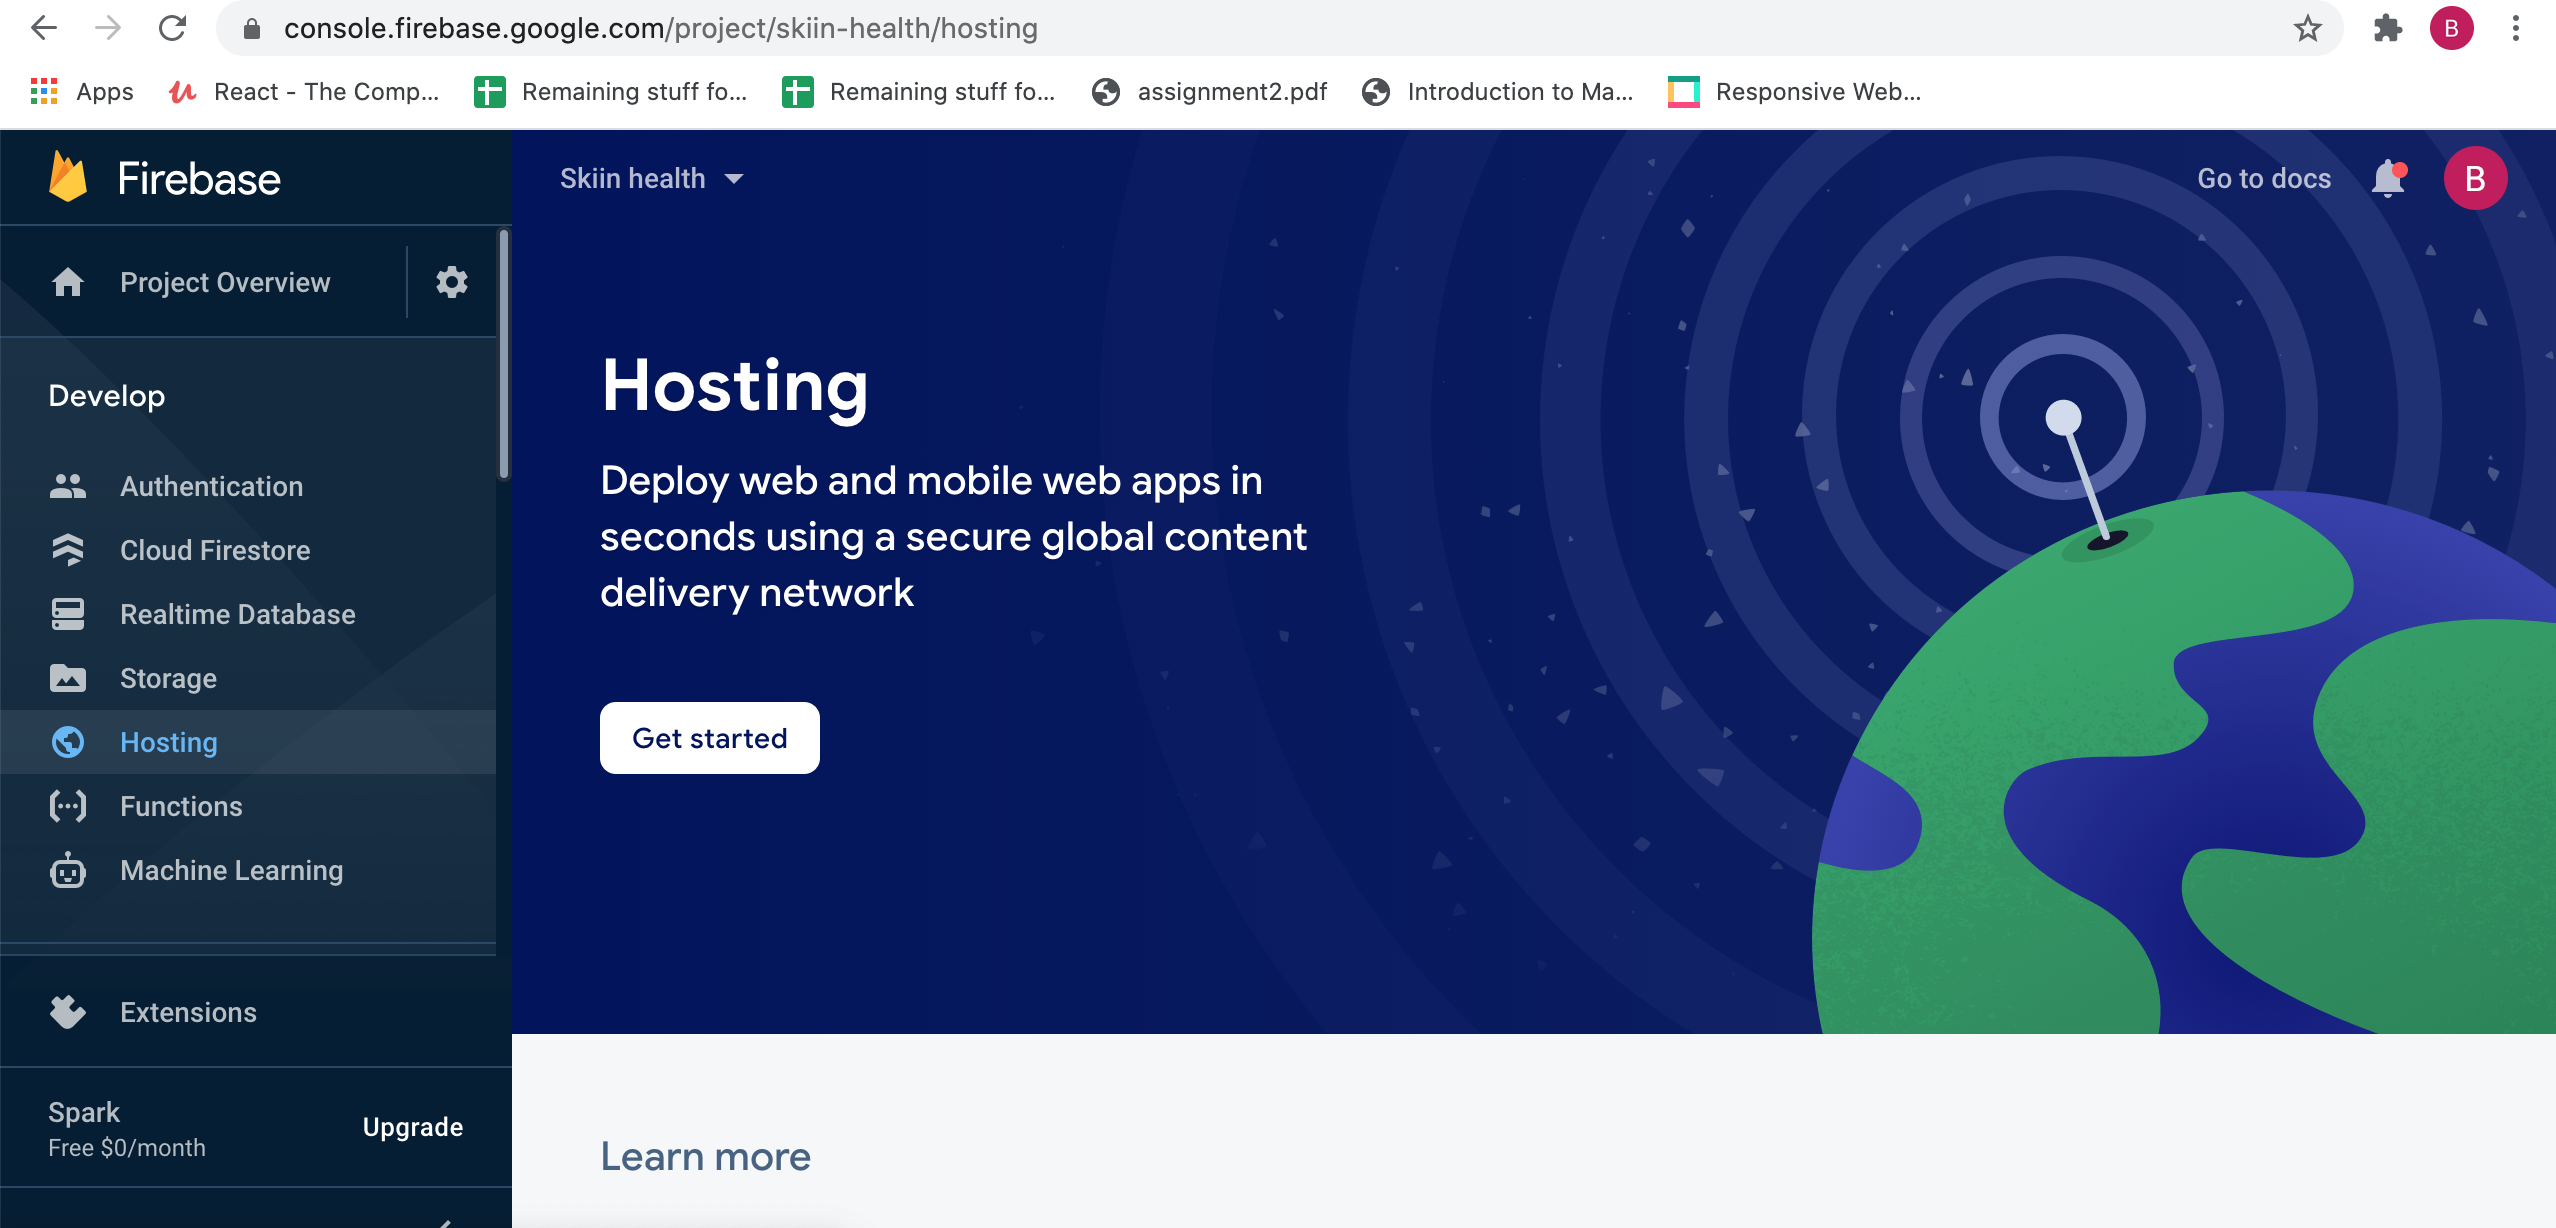 console.firebase.google.com/project/skiin-health/hosting
B
Apps
React - The Comp...
Remaining stuff fo...
Remaining stuff fo...
assignment2.pdf
Introduction to Ma...
Responsive Web...
Firebase
Skiin health
Go to docs
B
Project Overview
Develop
Authentication
Cloud Firestore
Realtime Database
Storage
Hosting
Functions
Machine Learning
Extensions
Spark
Free $0/month
Upgrade
Hosting
Deploy web and mobile web apps in
seconds using a secure global content
delivery network
Get started
Learn more